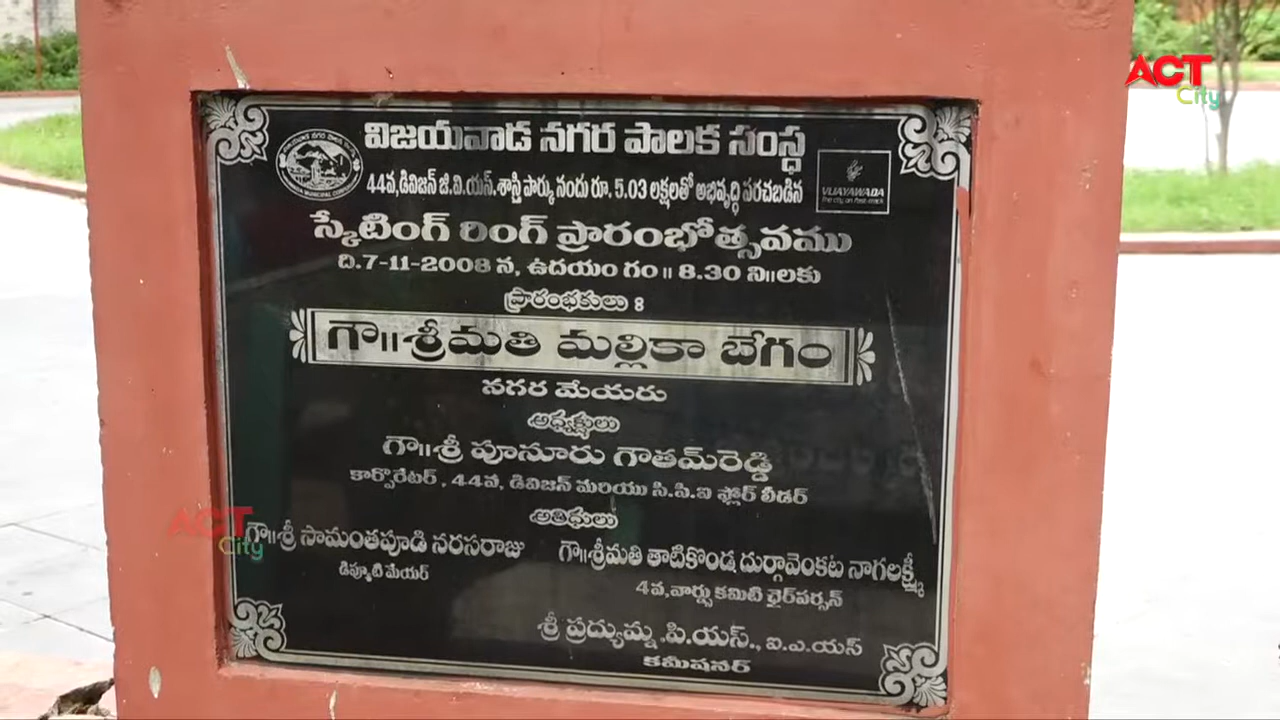 ACT
City
విజయవాడ నగర పాలక సంస్థ
44వ,డివిజన్ జి.వి.యస్.శాస్త్రి పార్కు నందు రూ. 5.03 లక్షలతో అభివృద్ధి పరచబడిన
VIJAYAWADA
స్కేటింగ్ రింగ్ ప్రారంభోత్సవము
ది.7-11-2008 న, ఉదయం గం॥ 8.30 ని॥లకు
ప్రారంభకులు :
గౌ॥శ్రీమతి మల్లికా బేగం
నగర మేయరు
అధ్యక్షులు
గౌ॥శ్రీ పూనూరు గౌతమ్‌రెడ్డి
కార్పొరేటర్, 44వ, డివిజన్ మరియు సి.పి.ఐ ఫ్లోర్ లీడర్
అతిధులు
ACT
City
గౌ॥శ్రీ సామంతపూడి నరసరాజు
డిప్యూటి మేయర్
గౌ॥శ్రీమతి తాటికొండ దుర్గావెంకట నాగలక్ష్మి
4వ,వార్డు కమిటి ఛైర్‌పర్సన్
శ్రీ ప్రద్యుమ్న .పి.యస్., ఐ.ఎ.యస్
కమిషనర్